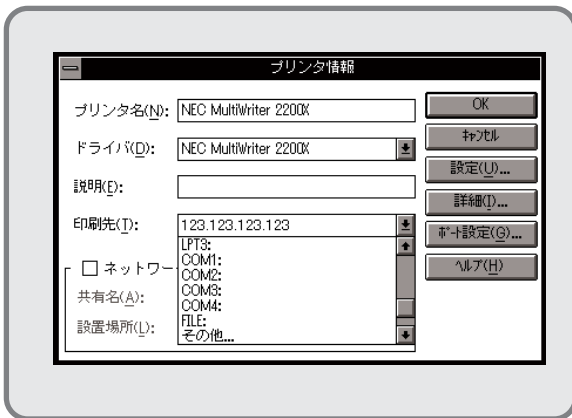 プリンタ情報
プリンタ名(N): NEC MultiWriter 2200X
ドライバ(D): NEC MultiWriter 2200X
説明(E):
印刷先(T): 123.123.123.123
LPT3:
COM1:
COM2:
COM3:
COM4:
FILE:
その他...
ネットワー
共有名(A):
設置場所(L):
OK
キャンセル
設定(U)...
詳細(I)...
ポート設定(G)...
ヘルプ(H)